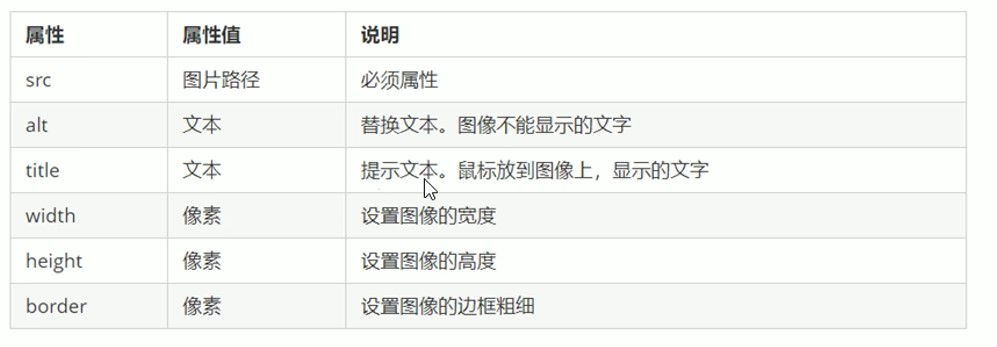 属性 属性值 说明
src 图片路径 必须属性
alt 文本 替换文本。图像不能显示的文字
title 文本 提示文本。鼠标放到图像上，显示的文字
width 像素 设置图像的宽度
height 像素 设置图像的高度
border 像素 设置图像的边框粗细